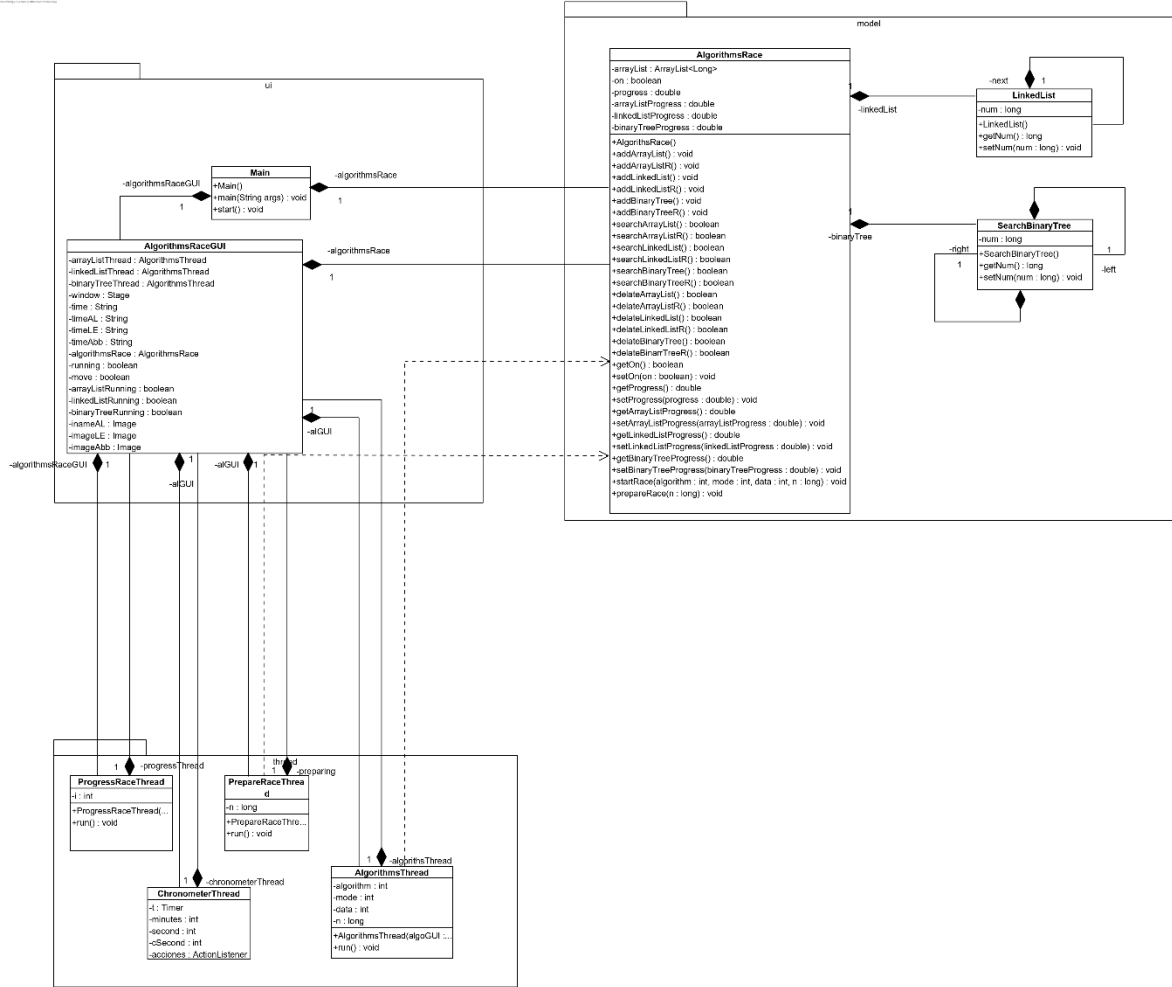 model
ui
Main
+Main()
+main(String args) : void
+start() : void
-algorithmsRaceGUI
1
-algorithmsRace
1
AlgorithmsRaceGUI
-arrayListThread : AlgorithmsThread
-linkedListThread : AlgorithmsThread
-binaryTreeThread : AlgorithmsThread
-window : Stage
-time : String
-timeAL : String
-timeLE : String
-timeAbb : String
-algorithmsRace : AlgorithmsRace
-running : boolean
-move : boolean
-arrayListRunning : boolean
-linkedListRunning : boolean
-binaryTreeRunning : boolean
-inameAL : Image
-imageLE : Image
-imageAbb : Image
-algorithmsRace
1
1
-alGUI
-algorithmsRaceGUI
1
1
-alGUI
-alGUI
1
AlgorithmsRace
-arrayList : ArrayList<Long>
-on : boolean
-progress : double
-arrayListProgress : double
-linkedListProgress : double
-binaryTreeProgress : double
+AlgorithsRace()
+addArrayList() : void
+addArrayListR() : void
+addLinkedList() : void
+addLinkedListR() : void
+addBinaryTree() : void
+addBinaryTreeR() : void
+searchArrayList() : boolean
+searchArrayListR() : boolean
+searchLinkedList() : boolean
+searchLinkedListR() : boolean
+searchBinaryTree() : boolean
+searchBinaryTreeR() : boolean
+delateArrayList() : boolean
+delateArrayListR() : boolean
+delateLinkedList() : boolean
+delateLinkedListR() : boolean
+delateBinaryTree() : boolean
+delateBinarrTreeR() : boolean
+getOn() : boolean
+setOn(on : boolean) : void
+getProgress() : double
+setProgress(progress : double) : void
+getArrayListProgress() : double
+setArrayListProgress(arrayListProgress : double) : void
+getLinkedListProgress() : double
+setLinkedListProgress(linkedListProgress : double) : void
+getBinaryTreeProgress() : double
+setBinaryTreeProgress(binaryTreeProgress : double) : void
+startRace(algorithm : int, mode : int, data : int, n : long) : void
+prepareRace(n : long) : void
1
-linkedList
1
-binaryTree
-next
1
LinkedList
-num : long
+LinkedList()
+getNum() : long
+setNum(num : long) : void
SearchBinaryTree
-num : long
+SearchBinaryTree()
+getNum() : long
+setNum(num : long) : void
-right
1
1
-left
thread
1
-progressThread
ProgressRaceThread
-i : int
+ProgressRaceThread(...
+run() : void
1
-preparing
PrepareRaceThrea
d
-n : long
+PrepareRaceThre...
+run() : void
1
-chronometerThread
ChronometerThread
-t : Timer
-minutes : int
-second : int
-cSecond : int
-acciones : ActionListener
1
-algorithsThread
AlgorithmsThread
-algorithm : int
-mode : int
-data : int
-n : long
+AlgorithmsThread(algoGUI :...
+run() : void